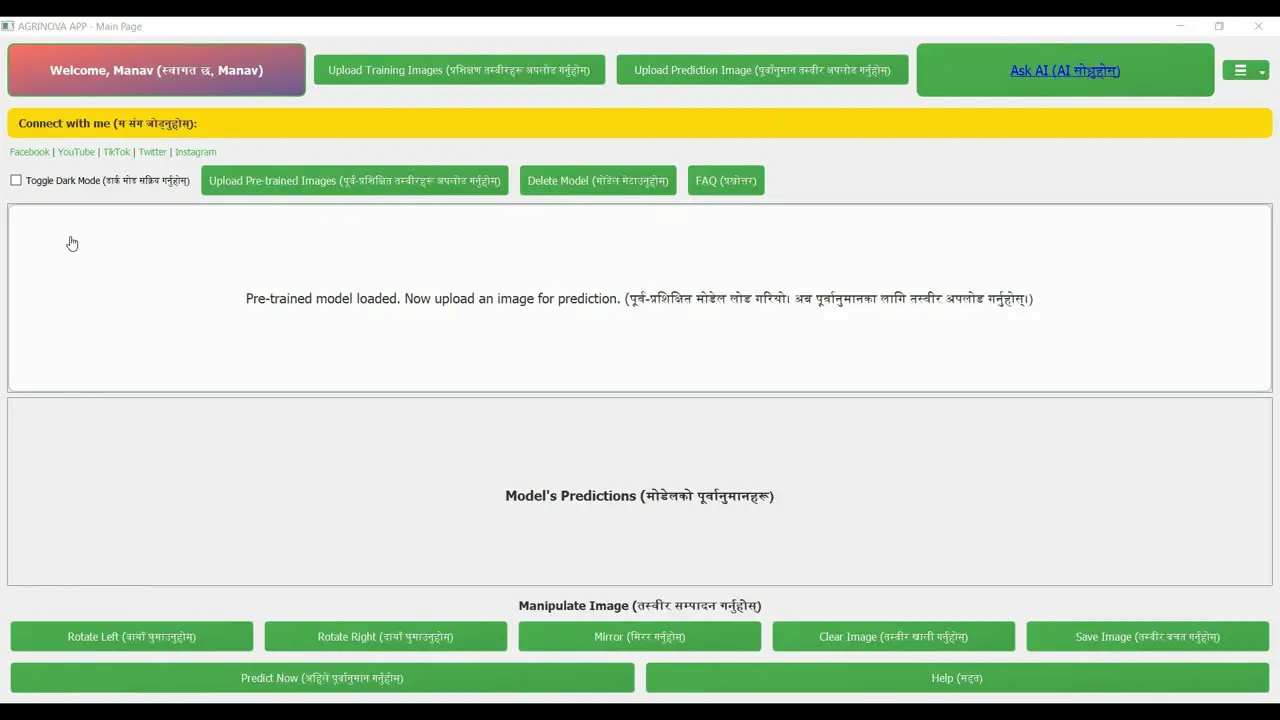 AGRINOVA APP - Main Page
Welcome, Manav (स्वागत छ, Manav)
Upload Training Images (प्रशिक्षण तस्वीरहरू अपलोड गर्नुहोस्)
Upload Prediction Image (पूर्वानुमान तस्वीर अपलोड गर्नुहोस्)
Ask AI (AI सोध्नुहोस्)
Connect with me (म संग जोड्नुहोस्):
Facebook | YouTube | TikTok | Twitter | Instagram
Toggle Dark Mode (डार्क मोड सक्रिय गर्नुहोस्)
Upload Pre-trained Images (पूर्व-प्रशिक्षित तस्वीरहरू अपलोड गर्नुहोस्)
Delete Model (मोडेल मेटाउनुहोस्)
FAQ (प्रश्नोत्तर)
Pre-trained model loaded. Now upload an image for prediction. (पूर्व-प्रशिक्षित मोडेल लोड गरियो। अब पूर्वानुमानका लागि तस्वीर अपलोड गर्नुहोस्।)
Model's Predictions (मोडेलको पूर्वानुमानहरू)
Manipulate Image (तस्वीर सम्पादन गर्नुहोस्)
Rotate Left (बायाँ घुमाउनुहोस्)
Rotate Right (दायाँ घुमाउनुहोस्)
Mirror (मिरर गर्नुहोस्)
Clear Image (तस्वीर खाली गर्नुहोस्)
Save Image (तस्वीर बचत गर्नुहोस्)
Predict Now (अहिले पूर्वानुमान गर्नुहोस्)
Help (मद्दत)